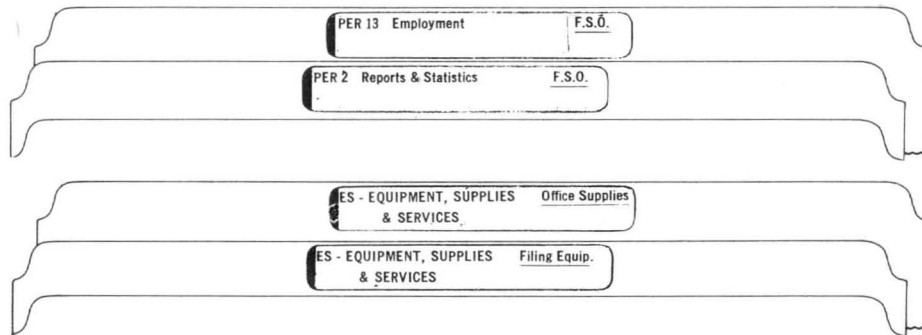 PER 13 Employment F.S.O.
PER 2 Reports & Statistics F.S.O.
ES - EQUIPMENT, SUPPLIES Office Supplies
& SERVICES
ES - EQUIPMENT, SUPPLIES Filing Equip.
& SERVICES